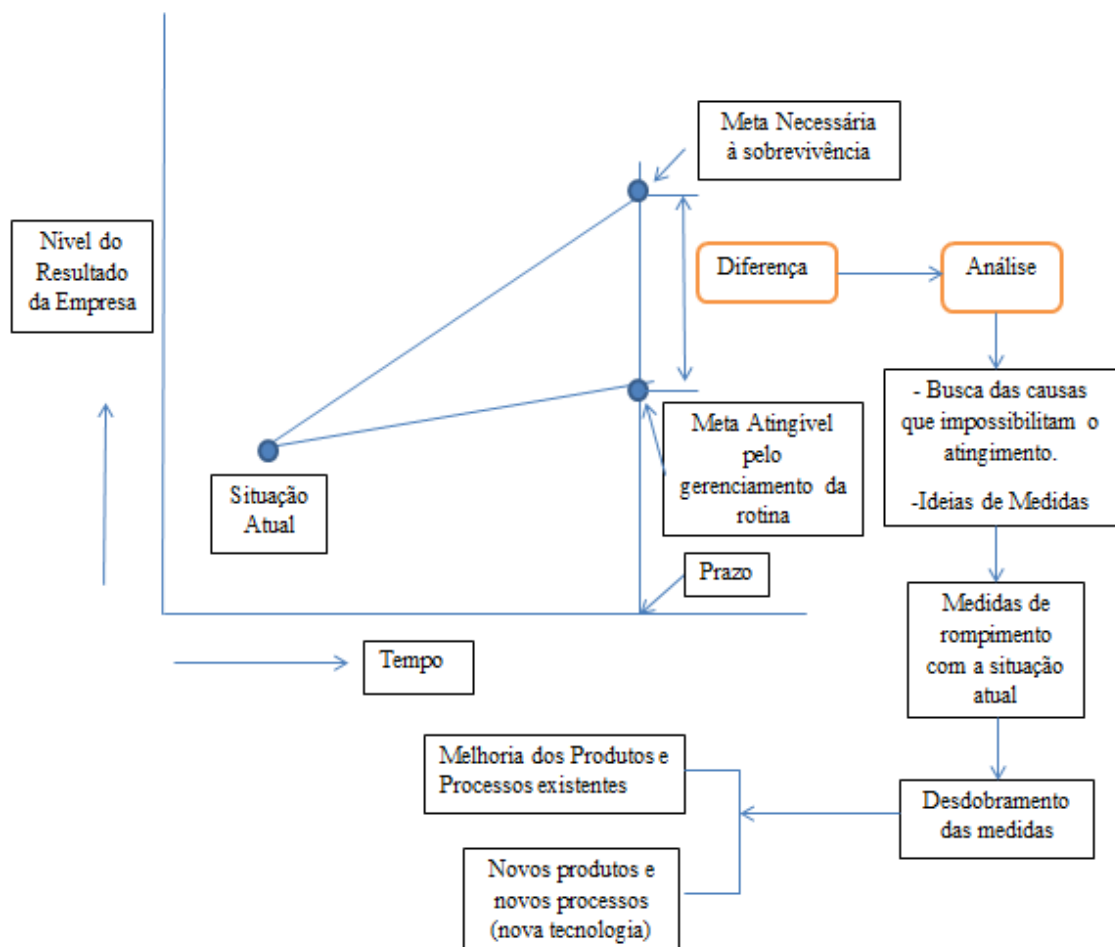 Meta Necessária
à sobrevivência
Nível do
Resultado
da Empresa
Diferença
Análise
- Busca das causas
que impossibilitam o
atingimento.
-Ideias de Medidas
Meta Atingível
pelo
gerenciamento da
rotina
Situação
Atual
Prazo
Medidas de
rompimento
com a situação
atual
Tempo
Melhoria dos Produtos e
Processos existentes
Desdobramento
das medidas
Novos produtos e
novos processos
(nova tecnologia)